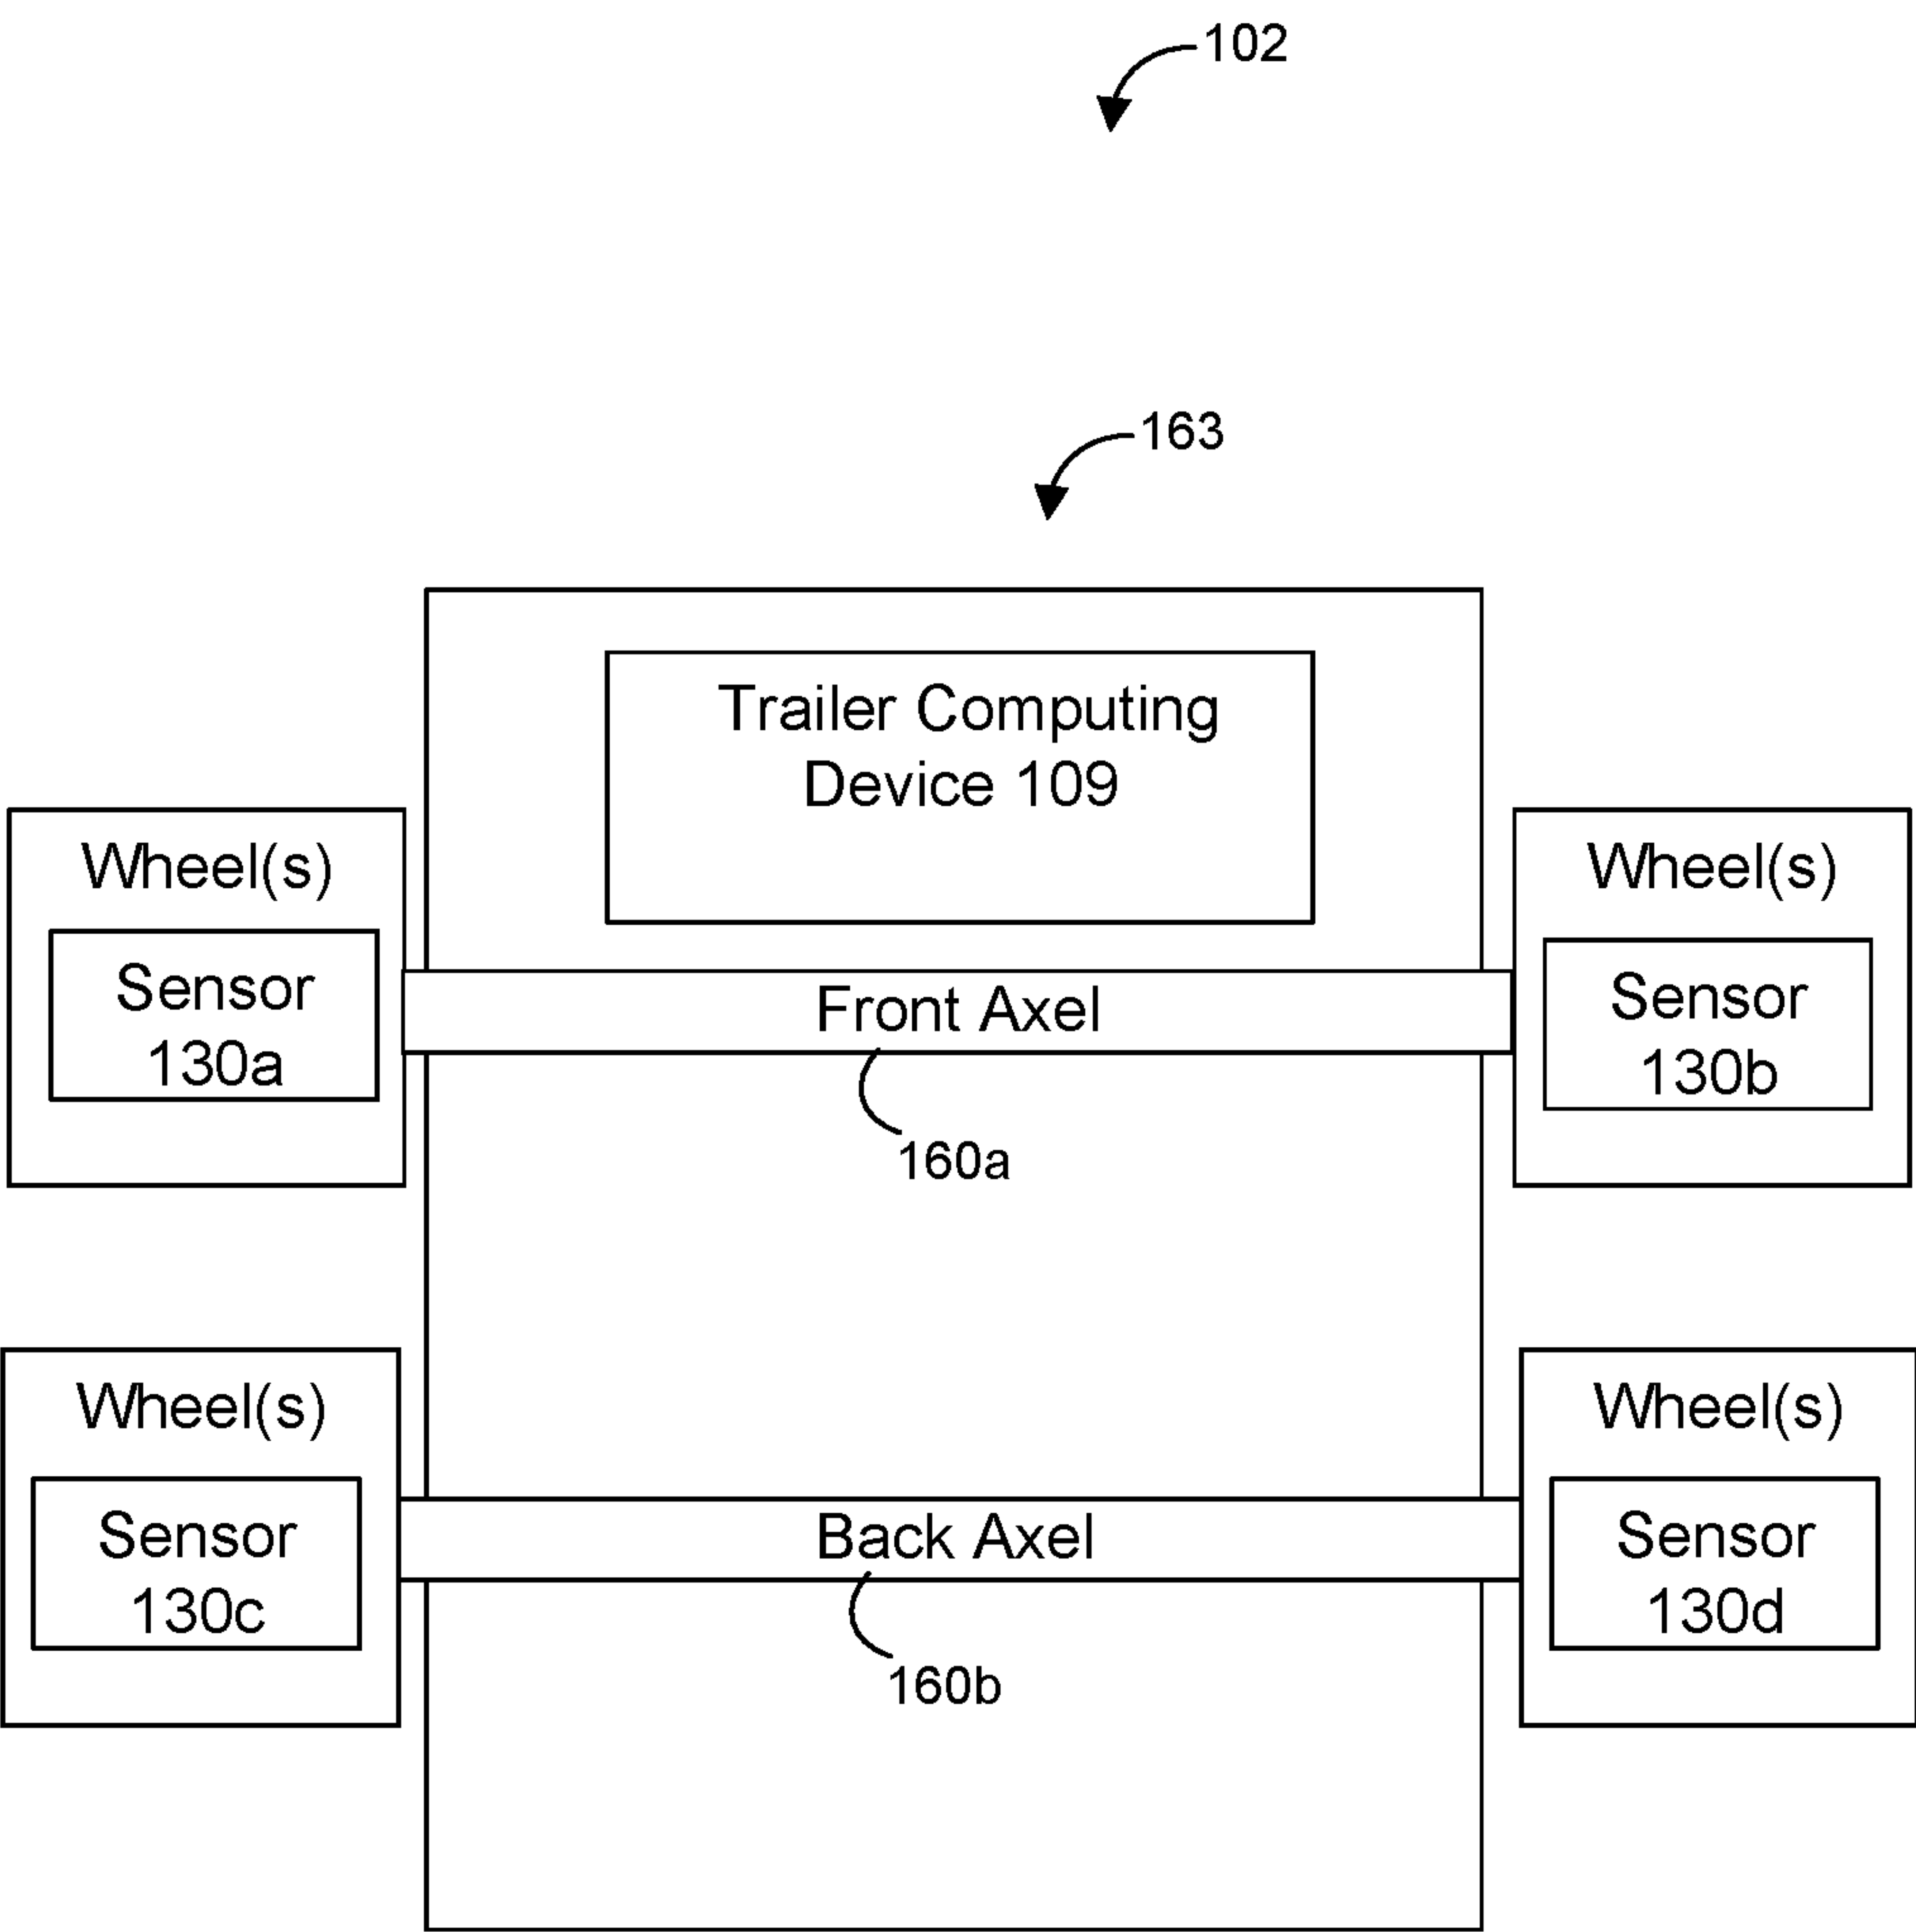 102
163
Trailer Computing
Device 109
Wheel(s)
Sensor
130a
Front Axel
160a
Wheel(s)
Sensor
130b
Wheel(s)
Sensor
130c
Back Axel
160b
Wheel(s)
Sensor
130d